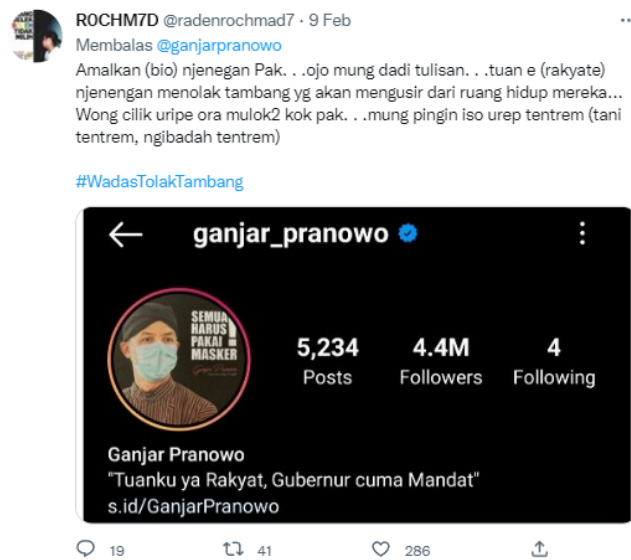 R0CHM7D @radenrochmad7 · 9 Feb
Membalas @ganjarpranowo
Amalkan (bio) njenegan Pak. . .ojo mung dadi tulisan. . .tuan e (rakyate)
njenengan menolak tambang yg akan mengusir dari ruang hidup mereka...
Wong cilik uripe ora mulok2 kok pak. . .mung pingin iso urep tentrem (tani
tentrem, ngibadah tentrem)
#WadasTolakTambang
ganjar_pranowo
SEMUA
HARUS
PAKAI
MASKER
5,234
Posts
4.4M
Followers
4
Following
Ganjar Pranowo
"Tuanku ya Rakyat, Gubernur cuma Mandat"
s.id/GanjarPranowo
19
41
286